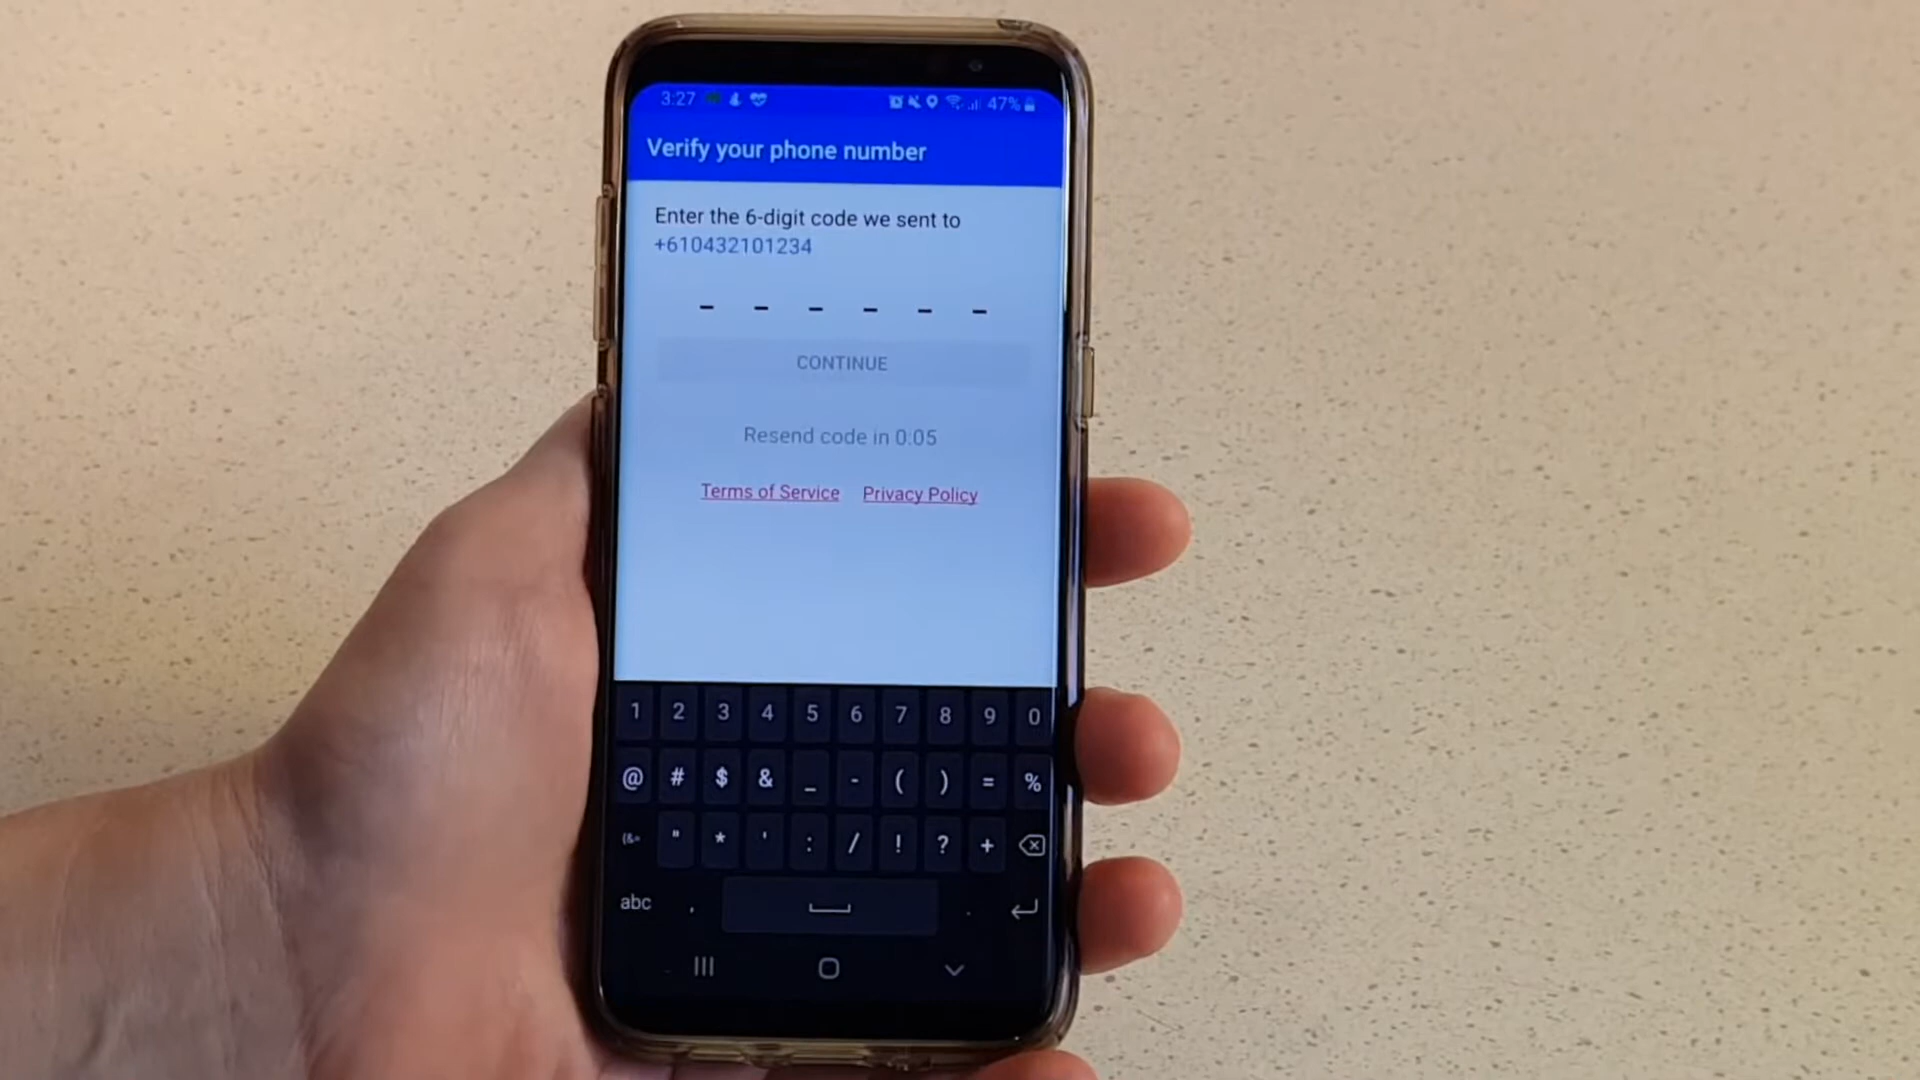 3:27 47%
Verify your phone number
Enter the 6-digit code we sent to
+610432101234
- - - - - -
CONTINUE
Resend code in 0:05
Terms of Service Privacy Policy
1 2 3 4 5 6 7 8 9 0
@ # $ & _ - ( ) = %
{&= " * ' : / ! ? +
abc , .